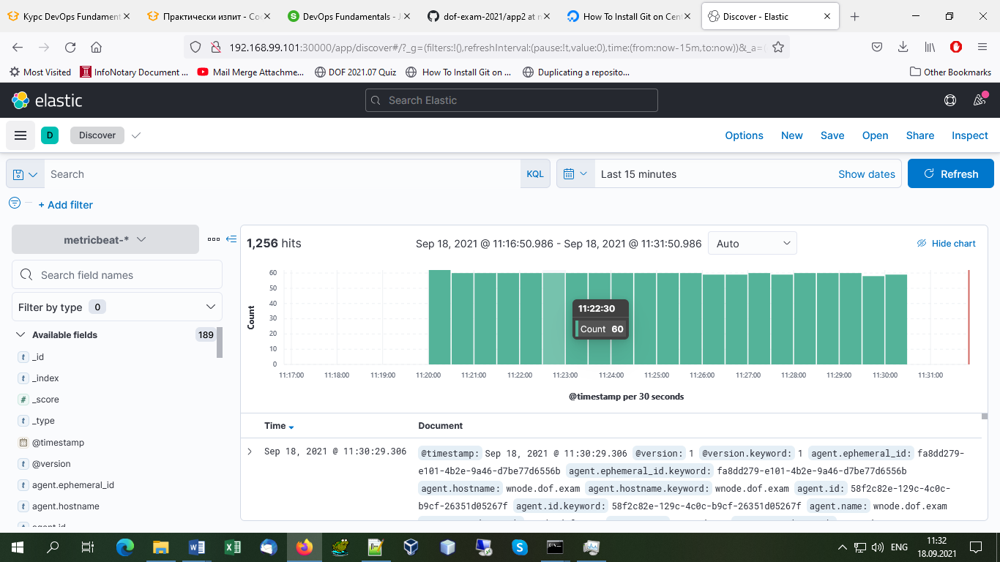 Курс DevOps Fundament
Практически изпит - Сос
DevOps Fundamentals - J
dof-exam-2021/app2 at n
How To Install Git on Cen
Discover - Elastic
192.168.99.101:30000/app/discover#/?_g=(filters:!(),refreshInterval:(pause:!t,value:0),time:(from:now-15m,to:now))&_a=(
Most Visited
InfoNotary Document ...
Mail Merge Attachme...
DOF 2021.07 Quiz
How To Install Git on ...
Duplicating a reposito...
Other Bookmarks
elastic
Search Elastic
D
Discover
Options
New
Save
Open
Share
Inspect
Search
KQL
Last 15 minutes
Show dates
Refresh
+ Add filter
metricbeat-*
Search field names
Filter by type 0
Available fields 189
t _id
t _index
# _score
t _type
@timestamp
t @version
t agent.ephemeral_id
t agent.hostname
1,256 hits
Sep 18, 2021 @ 11:16:50.986 - Sep 18, 2021 @ 11:31:50.986
Auto
Hide chart
Count
60
50
40
30
20
10
0
11:22:30
Count 60
11:17:00 11:18:00 11:19:00 11:20:00 11:21:00 11:22:00 11:23:00 11:24:00 11:25:00 11:26:00 11:27:00 11:28:00 11:29:00 11:30:00 11:31:00
@timestamp per 30 seconds
Time Document
Sep 18, 2021 @ 11:30:29.306
@timestamp: Sep 18, 2021 @ 11:30:29.306 @version: 1 @version.keyword: 1 agent.ephemeral_id: fa8dd279-
e101-4b2e-9a46-d7be77d6556b agent.ephemeral_id.keyword: fa8dd279-e101-4b2e-9a46-d7be77d6556b
agent.hostname: wnode.dof.exam agent.hostname.keyword: wnode.dof.exam agent.id: 58f2c82e-129c-4c0c-
b9cf-26351d05267f agent.id.keyword: 58f2c82e-129c-4c0c-b9cf-26351d05267f agent.name: wnode.dof.exam
ENG
11:32
18.09.2021